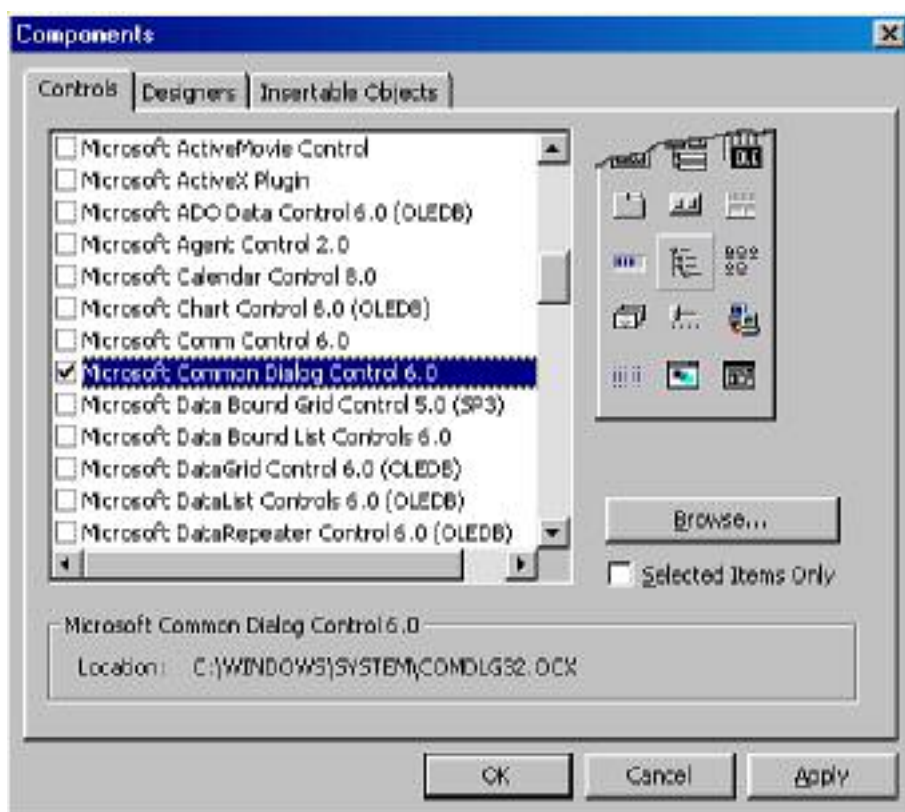 Components
Controls
Designers
Insertable Objects
Microsoft ActiveMovie Control
Microsoft ActiveX Plugin
Microsoft ADO Data Control 6.0 (OLEDB)
Microsoft Agent Control 2.0
Microsoft Calendar Control 8.0
Microsoft Chart Control 6.0 (OLEDB)
Microsoft Comm Control 6.0
Microsoft Common Dialog Control 6.0
Microsoft Data Bound Grid Control 5.0 (SP3)
Microsoft Data Bound List Controls 6.0
Microsoft DataGrid Control 6.0 (OLEDB)
Microsoft DataList Controls 6.0 (OLEDB)
Microsoft DataRepeater Control 6.0 (OLEDB)
OLE
Browse...
Selected Items Only
Microsoft Common Dialog Control 6.0
Location: C:\WINDOWS\SYSTEM\COMDLG32.OCX
OK
Cancel
Apply